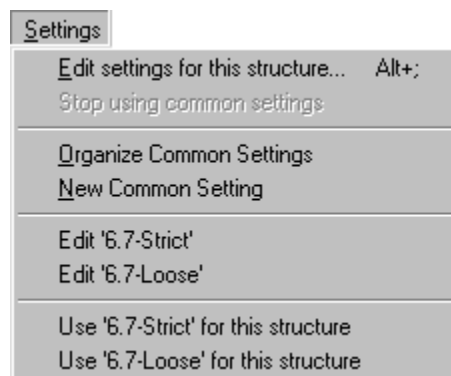 Settings
Edit settings for this structure... Alt+;
Stop using common settings
Organize Common Settings
New Common Setting
Edit '6.7-Strict'
Edit '6.7-Loose'
Use '6.7-Strict' for this structure
Use '6.7-Loose' for this structure